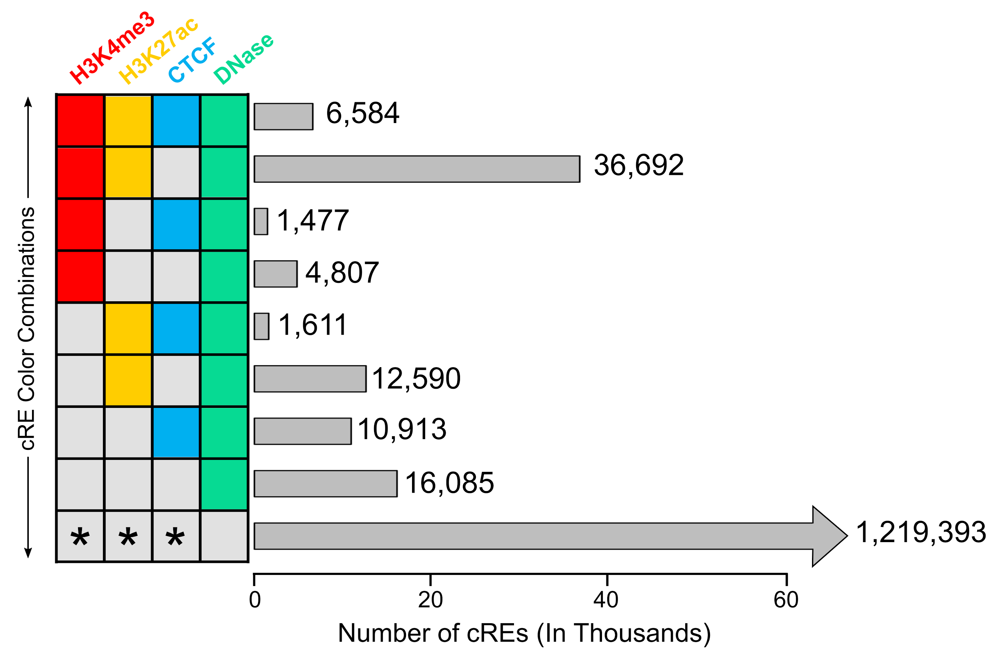 H3K4me3
H3K27ac
CTCF
DNase
cRE Color Combinations
6,584
36,692
1,477
4,807
1,611
12,590
10,913
16,085
* * *
1,219,393
0 20 40 60
Number of cREs (In Thousands)